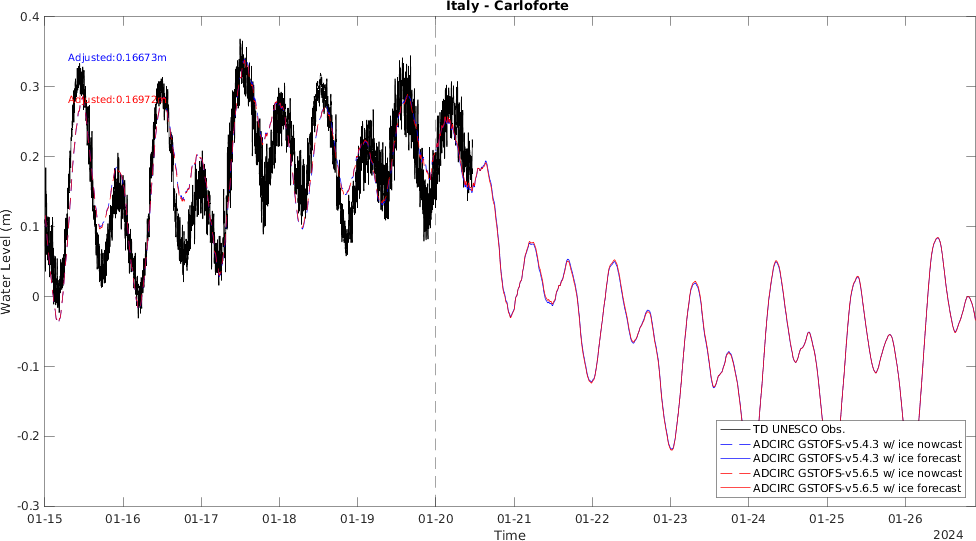 Italy - Carloforte
Water Level (m)
0.4
0.3
0.2
0.1
0
-0.1
-0.2
-0.3
Adjusted:0.16673m
Adjusted:0.16972m
TD UNESCO Obs.
ADCIRC GSTOFS-v5.4.3 w/ ice nowcast
ADCIRC GSTOFS-v5.4.3 w/ ice forecast
ADCIRC GSTOFS-v5.6.5 w/ ice nowcast
ADCIRC GSTOFS-v5.6.5 w/ ice forecast
01-15 01-16 01-17 01-18 01-19 01-20 01-21 01-22 01-23 01-24 01-25 01-26
Time
2024